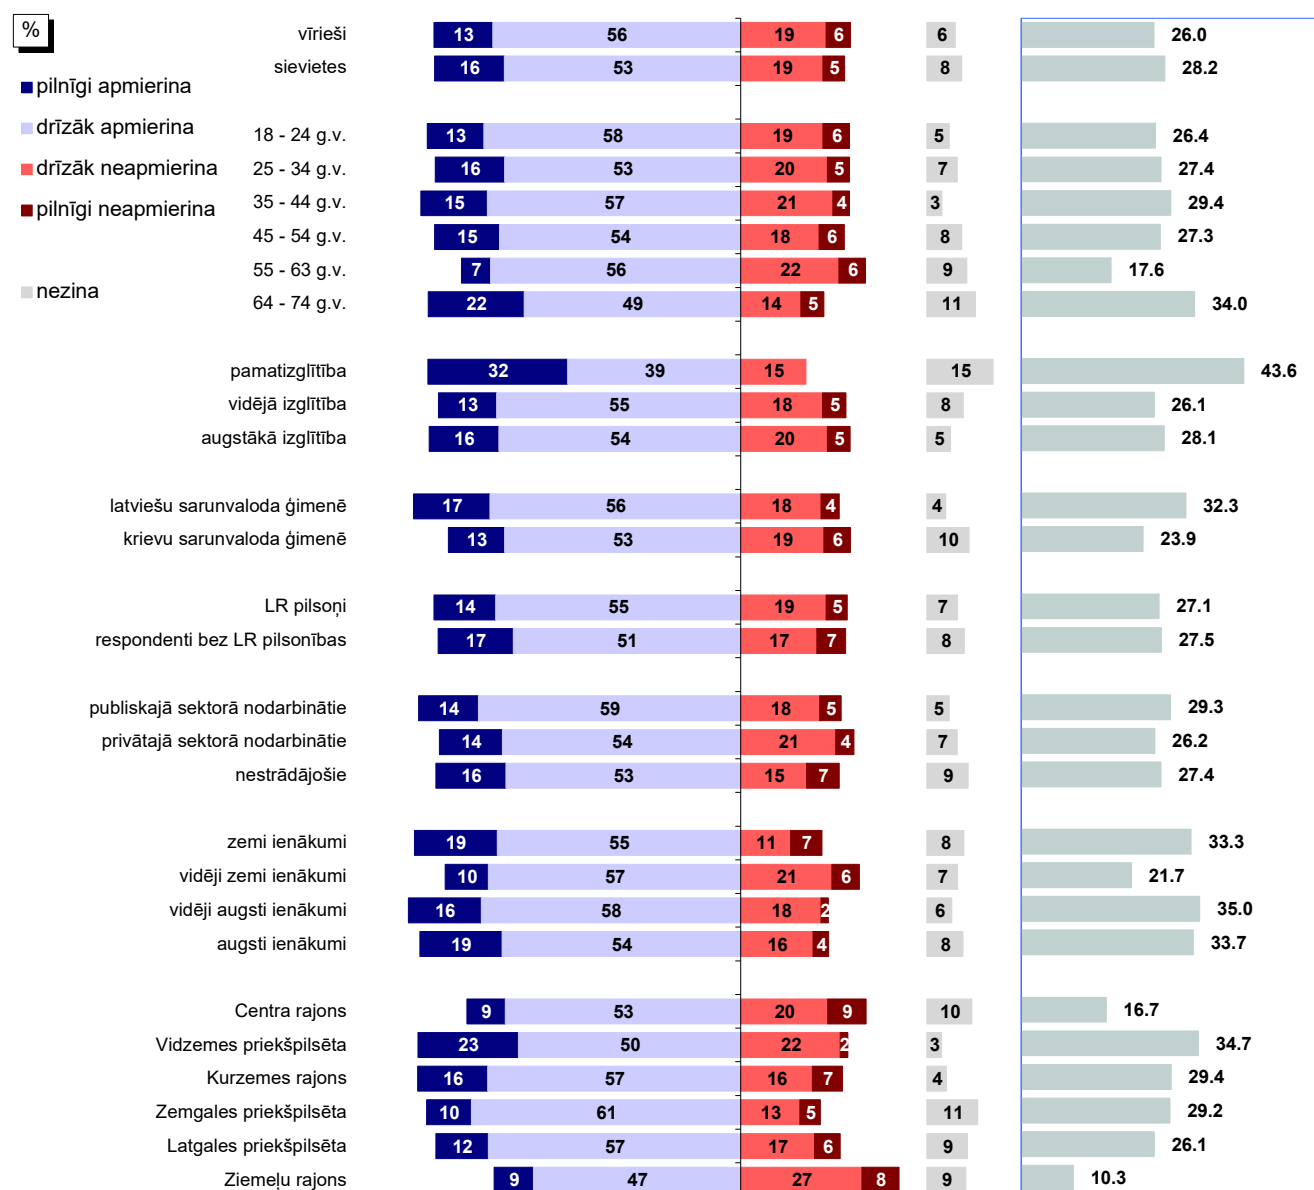 %
pilnīgi apmierina
drīzāk apmierina
drīzāk neapmierina
pilnīgi neapmierina
nezina
vīrieši 13 56 19 6 6 26.0
sievietes 16 53 19 5 8 28.2
18 - 24 g.v. 13 58 19 6 5 26.4
25 - 34 g.v. 16 53 20 5 7 27.4
35 - 44 g.v. 15 57 21 4 3 29.4
45 - 54 g.v. 15 54 18 6 8 27.3
55 - 63 g.v. 7 56 22 6 9 17.6
64 - 74 g.v. 22 49 14 5 11 34.0
pamatizglītība 32 39 15 15 43.6
vidējā izglītība 13 55 18 5 8 26.1
augstākā izglītība 16 54 20 5 5 28.1
latviešu sarunvaloda ģimenē 17 56 18 4 4 32.3
krievu sarunvaloda ģimenē 13 53 19 6 10 23.9
LR pilsoņi 14 55 19 5 7 27.1
respondenti bez LR pilsonības 17 51 17 7 8 27.5
publiskajā sektorā nodarbinātie 14 59 18 5 5 29.3
privātajā sektorā nodarbinātie 14 54 21 4 7 26.2
nestrādājošie 16 53 15 7 9 27.4
zemi ienākumi 19 55 11 7 8 33.3
vidēji zemi ienākumi 10 57 21 6 7 21.7
vidēji augsti ienākumi 16 58 18 2 6 35.0
augsti ienākumi 19 54 16 4 8 33.7
Centra rajons 9 53 20 9 10 16.7
Vidzemes priekšpilsēta 23 50 22 2 3 34.7
Kurzemes rajons 16 57 16 7 4 29.4
Zemgales priekšpilsēta 10 61 13 5 11 29.2
Latgales priekšpilsēta 12 57 17 6 9 26.1
Ziemeļu rajons 9 47 27 8 9 10.3